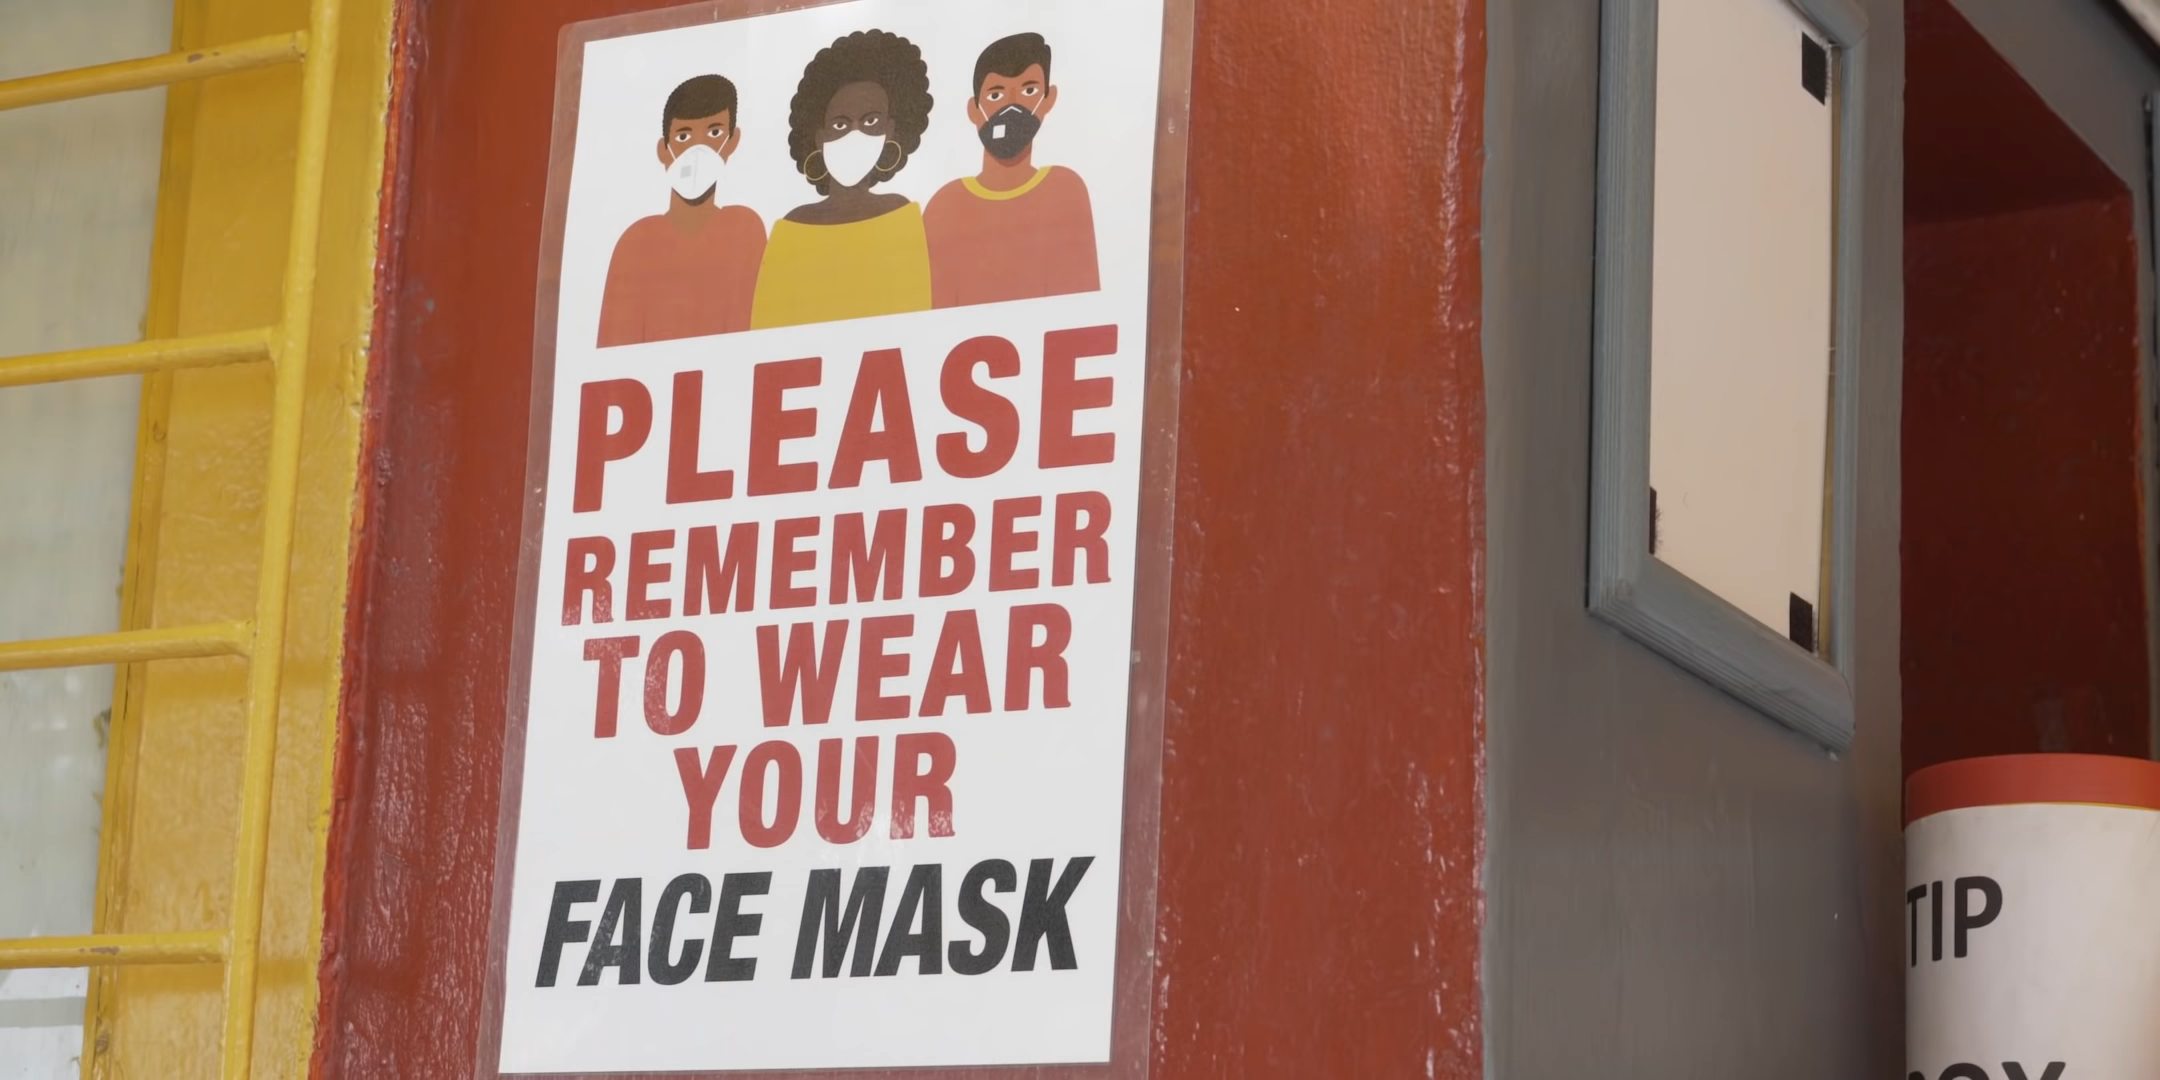 PLEASE
REMEMBER
TO WEAR
YOUR
FACE MASK
TIP